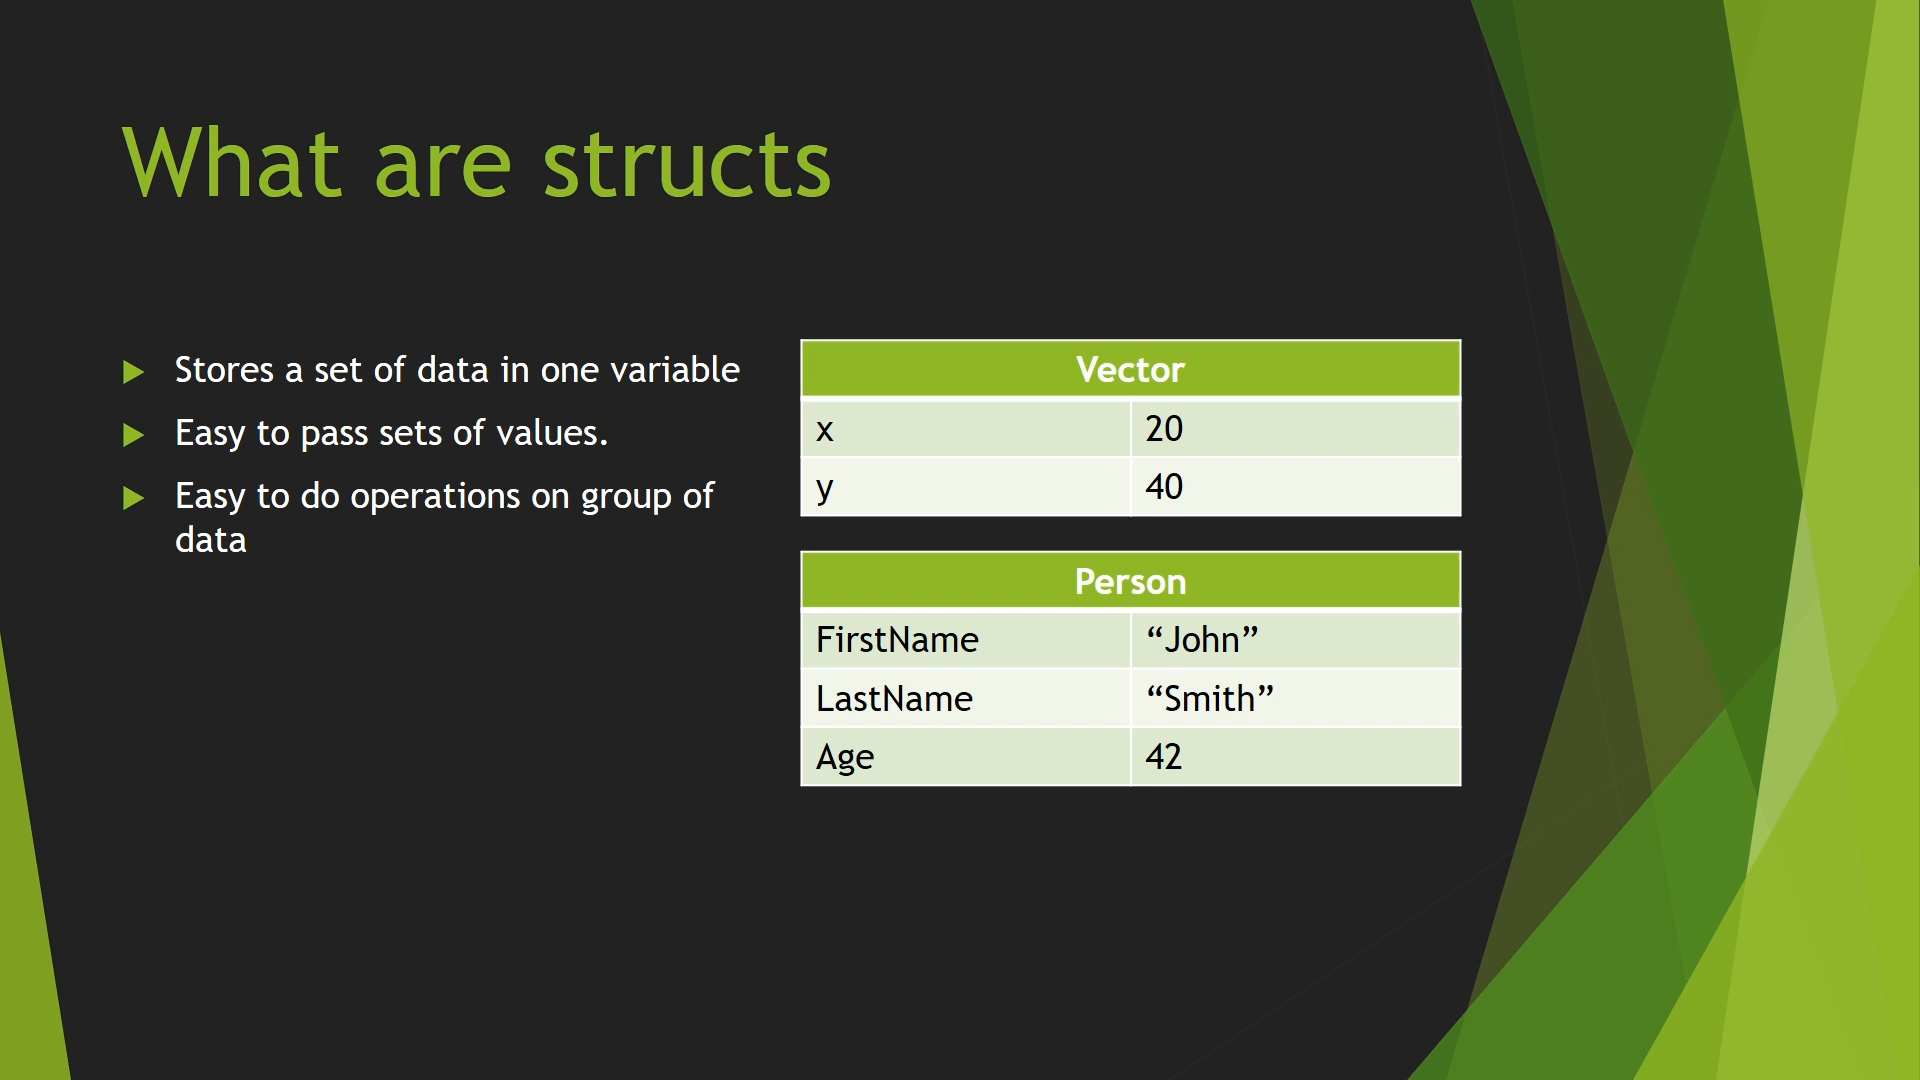 What are structs
Stores a set of data in one variable
Easy to pass sets of values.
Easy to do operations on group of
data
Vector
x 20
y 40
Person
FirstName “John”
LastName “Smith”
Age 42